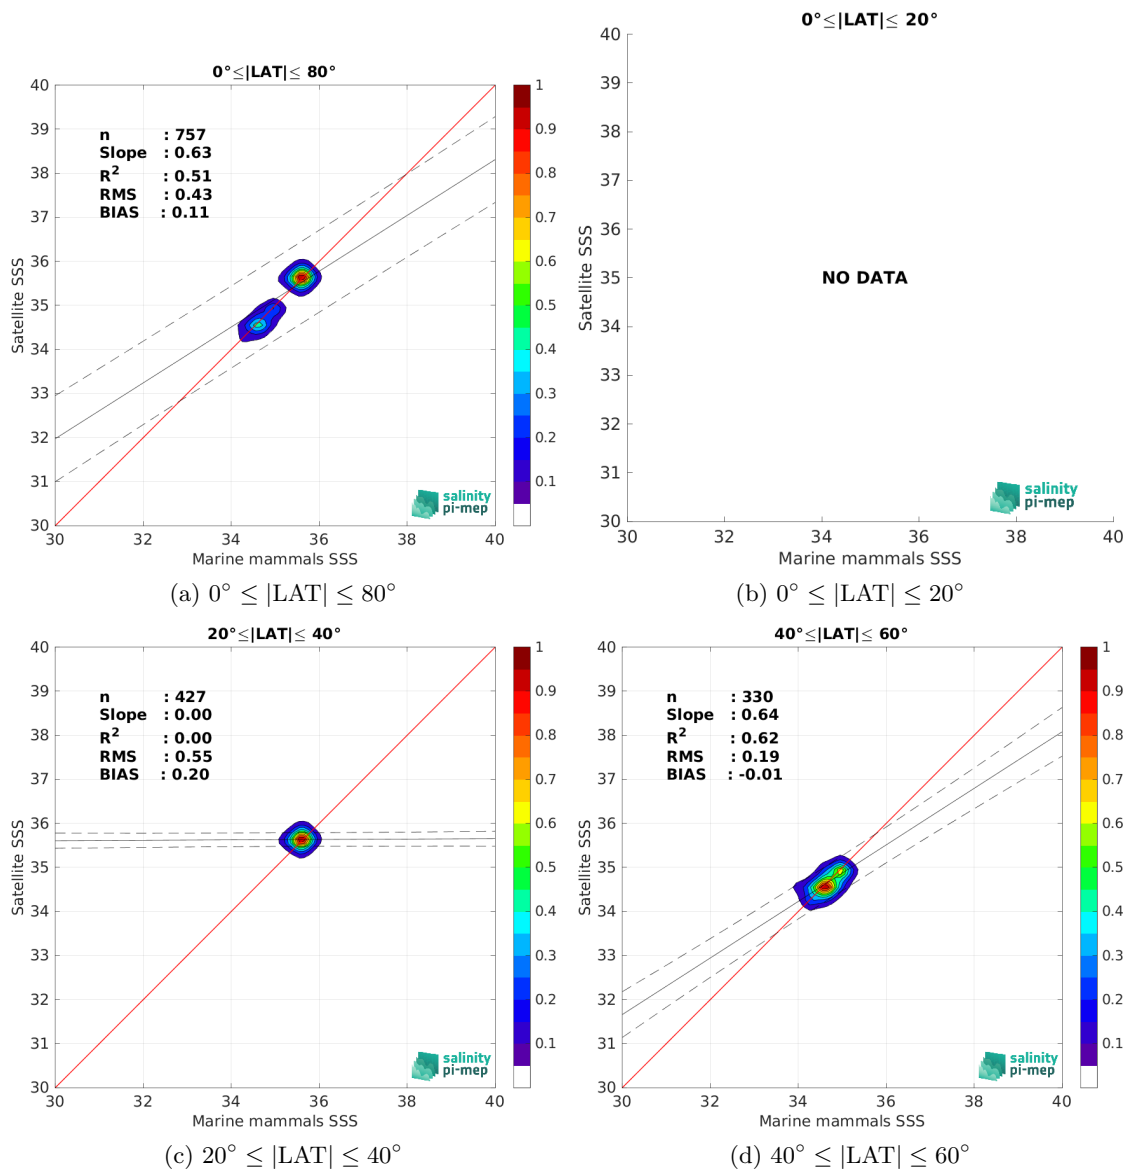 0°≤|LAT|≤ 80°
n : 757
Slope : 0.63
R² : 0.51
RMS : 0.43
BIAS : 0.11
40
39
38
37
36
35
34
33
32
31
30
30 32 34 36 38 40
Satellite SSS
Marine mammals SSS
1
0.9
0.8
0.7
0.6
0.5
0.4
0.3
0.2
0.1
salinity
pi-mep
(a) 0° ≤ |LAT| ≤ 80°
0°≤|LAT|≤ 20°
40
39
38
37
36
35
34
33
32
31
30
30 32 34 36 38 40
Satellite SSS
NO DATA
Marine mammals SSS
salinity
pi-mep
(b) 0° ≤ |LAT| ≤ 20°
20°≤|LAT|≤ 40°
n : 427
Slope : 0.00
R² : 0.00
RMS : 0.55
BIAS : 0.20
40
39
38
37
36
35
34
33
32
31
30
30 32 34 36 38 40
Satellite SSS
Marine mammals SSS
1
0.9
0.8
0.7
0.6
0.5
0.4
0.3
0.2
0.1
salinity
pi-mep
(c) 20° ≤ |LAT| ≤ 40°
40°≤|LAT|≤ 60°
n : 330
Slope : 0.64
R² : 0.62
RMS : 0.19
BIAS : -0.01
40
39
38
37
36
35
34
33
32
31
30
30 32 34 36 38 40
Satellite SSS
Marine mammals SSS
1
0.9
0.8
0.7
0.6
0.5
0.4
0.3
0.2
0.1
salinity
pi-mep
(d) 40° ≤ |LAT| ≤ 60°